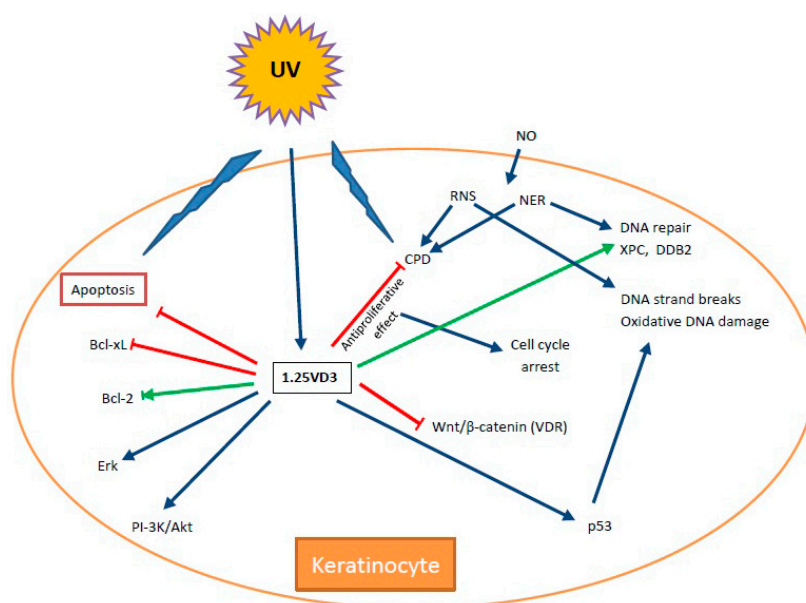 UV
NO
RNS
NER
DNA repair
XPC, DDB2
CPD
Apoptosis
DNA strand breaks
Oxidative DNA damage
Antiproliferative
effect
Bcl-xL
Cell cycle
arrest
1.25VD3
Bcl-2
Wnt/β-catenin (VDR)
Erk
PI-3K/Akt
p53
Keratinocyte